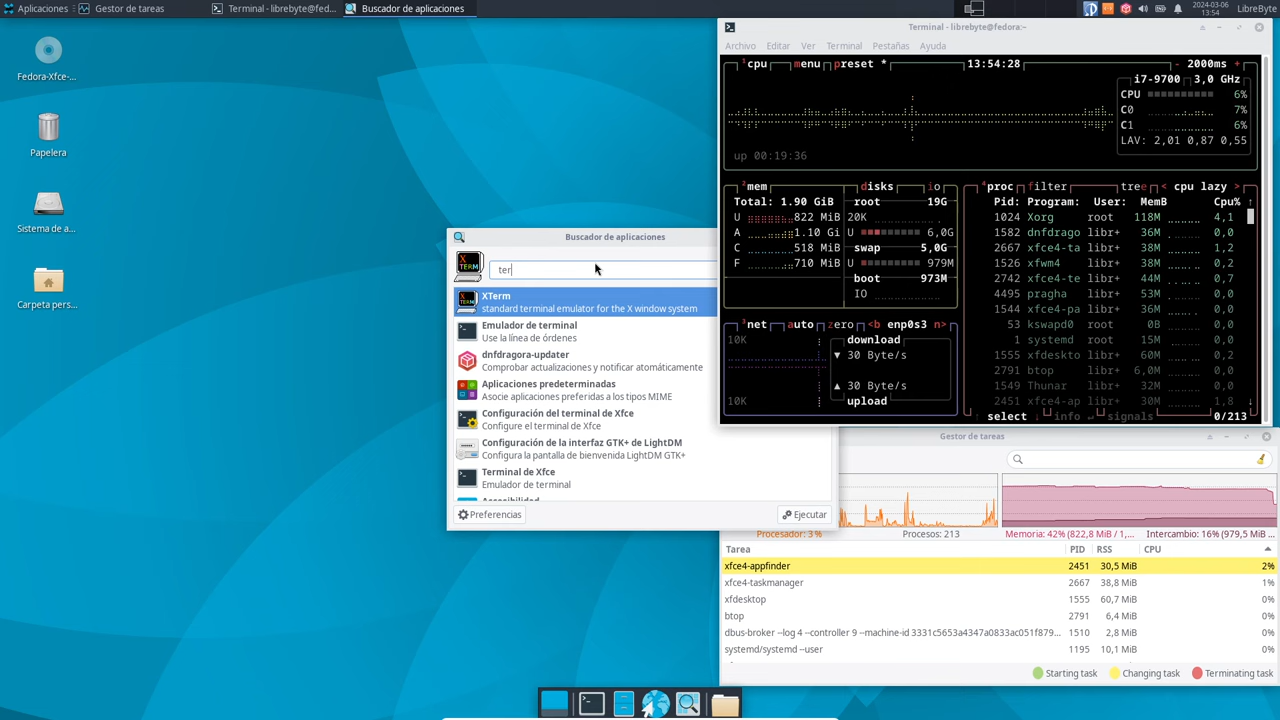 Aplicaciones
Gestor de tareas
Terminal - librebyte@fed...
Buscador de aplicaciones
2024-03-06
13:54
LibreByte
Fedora-Xfce-...
Papelera
Sistema de a...
Carpeta pers...
Terminal - librebyte@fedora:~
Archivo Editar Ver Terminal Pestañas Ayuda
1cpu menu preset * 13:54:28 - 2000ms +
i7-9700 3,0 GHz
CPU 6%
C0 7%
C1 6%
LAV: 2,01 0,87 0,55
up 00:19:36
2mem disks io
Total: 1.90 GiB root 19G
U 822 MiB 20K
A 1.10 Gi U 6,0G
C 518 MiB swap 5,0G
F 710 MiB U 979M
boot 973M
IO
3net auto zero <b enp0s3 n>
10K download
▼ 30 Byte/s
▲ 30 Byte/s
10K upload
4proc filter tree < cpu lazy >
Pid: Program: User: MemB Cpu% ↑
1024 Xorg root 118M 4,1
1582 dnfdrago libr+ 36M 0,0
2667 xfce4-ta libr+ 38M 1,2
1526 xfwm4 libr+ 38M 0,2
2742 xfce4-te libr+ 44M 0,7
4495 pragha libr+ 53M 0,0
1544 xfce4-pa libr+ 36M 0,0
53 kswapd0 root 0B 0,0
1 systemd root 15M 0,0
1555 xfdeskto libr+ 60M 0,2
2791 btop libr+ 6,0M 0,2
1549 Thunar libr+ 32M 0,0
2451 xfce4-ap libr+ 30M 1,8 ↓
↑ select ↓ info ↵ signals 0/213
Buscador de aplicaciones
ter
XTerm
standard terminal emulator for the X window system
Emulador de terminal
Use la línea de órdenes
dnfdragora-updater
Comprobar actualizaciones y notificar atomáticamente
Aplicaciones predeterminadas
Asocie aplicaciones preferidas a los tipos MIME
Configuración del terminal de Xfce
Configure el terminal de Xfce
Configuración de la interfaz GTK+ de LightDM
Configura la pantalla de bienvenida LightDM GTK+
Terminal de Xfce
Emulador de terminal
Accesibilidad
Preferencias
Ejecutar
Gestor de tareas
Procesador: 3 % Procesos: 213 Memoria: 42% (822,8 MiB / 1,... Intercambio: 16% (979,5 MiB ...
Tarea PID RSS CPU
xfce4-appfinder 2451 30,5 MiB 2%
xfce4-taskmanager 2667 38,8 MiB 1%
xfdesktop 1555 60,7 MiB 0%
btop 2791 6,4 MiB 0%
dbus-broker --log 4 --controller 9 --machine-id 3331c5653a4347a0833ac051f879... 1510 2,8 MiB 0%
systemd/systemd --user 1195 10,1 MiB 0%
Starting task Changing task Terminating task